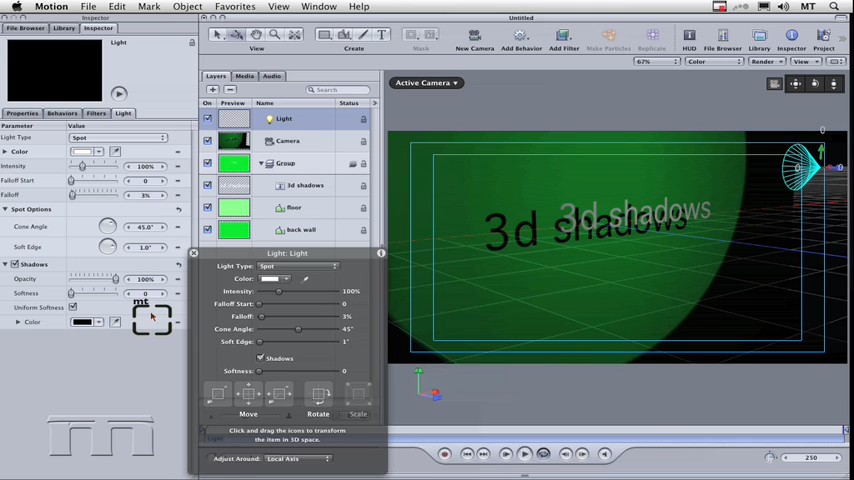 Motion File Edit Mark Object Favorites View Window Help MT
Inspector Untitled
File Browser Library Inspector
Light
Properties Behaviors Filters Light
Parameter Value
Light Type: Spot
Color:
Intensity: 100%
Falloff Start: 0
Falloff: 3%
Spot Options
Cone Angle: 45.0°
Soft Edge: 1.0°
Shadows:
Opacity: 100%
Softness: 0
Uniform Softness:
mt
Color:
View Create Mask New Camera Add Behavior Add Filter Make Particles Replicate HUD File Browser Library Inspector Project
67% Color Render View
Layers Media Audio
Search
On Preview Name Status
Light
Camera
Group
3d shadows
floor
back wall
Light: Light
Light Type: Spot
Color:
Intensity: 100%
Falloff Start: 0
Falloff: 3%
Cone Angle: 45°
Soft Edge: 1°
Shadows
Softness: 0
Move Rotate Scale
Click and drag the icons to transform
the item in 3D space.
Adjust Around: Local Axis
Active Camera
3d shadows
3d shadows
0
0
0
250